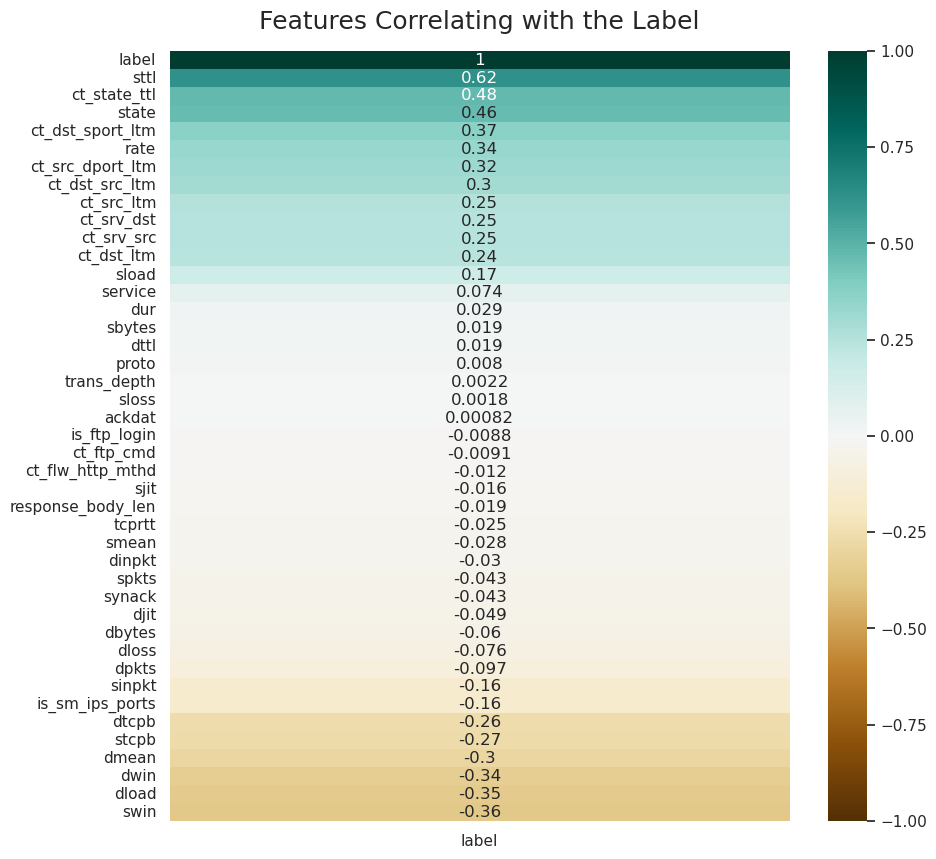 Features Correlating with the Label
label 1
sttl 0.62
ct_state_ttl 0.48
state 0.46
ct_dst_sport_ltm 0.37
rate 0.34
ct_src_dport_ltm 0.32
ct_dst_src_ltm 0.3
ct_src_ltm 0.25
ct_srv_dst 0.25
ct_srv_src 0.25
ct_dst_ltm 0.24
sload 0.17
service 0.074
dur 0.029
sbytes 0.019
dttl 0.019
proto 0.008
trans_depth 0.0022
sloss 0.0018
ackdat 0.00082
is_ftp_login -0.0088
ct_ftp_cmd -0.0091
ct_flw_http_mthd -0.012
sjit -0.016
response_body_len -0.019
tcprtt -0.025
smean -0.028
dinpkt -0.03
spkts -0.043
synack -0.043
djit -0.049
dbytes -0.06
dloss -0.076
dpkts -0.097
sinpkt -0.16
is_sm_ips_ports -0.16
dtcpb -0.26
stcpb -0.27
dmean -0.3
dwin -0.34
dload -0.35
swin -0.36
label
1.00
0.75
0.50
0.25
0.00
−0.25
−0.50
−0.75
−1.00